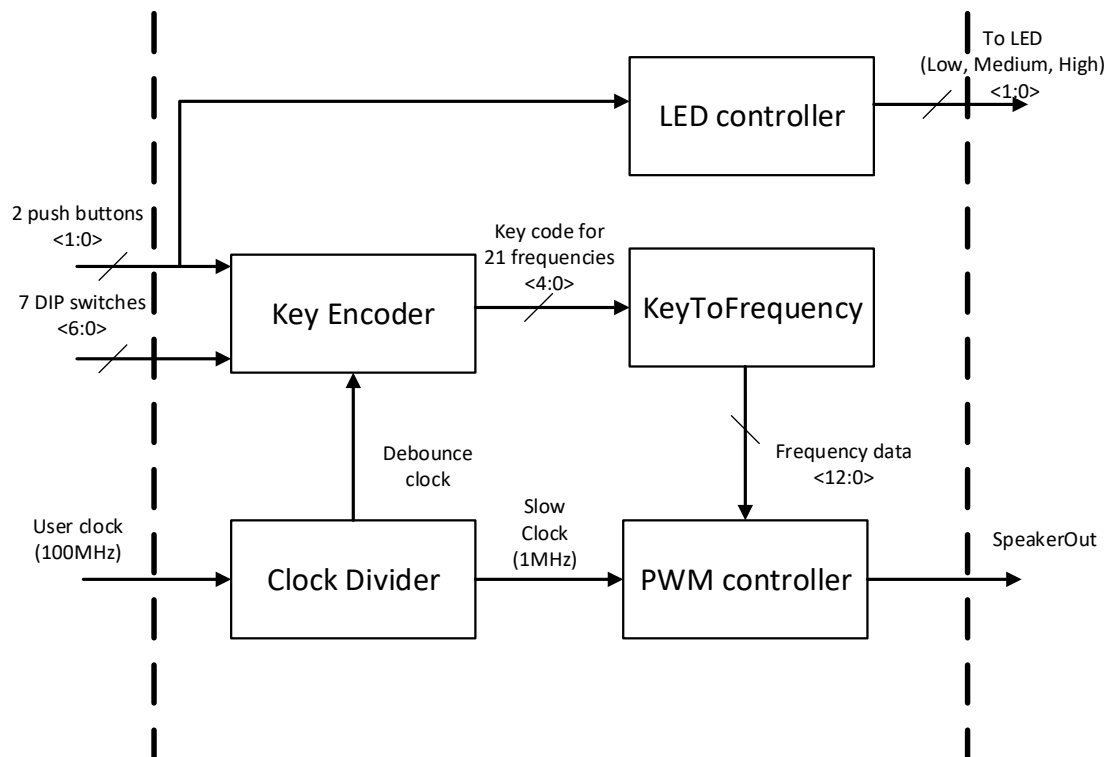 To LED
(Low, Medium, High)
<1:0>
LED controller
2 push buttons
<1:0>
7 DIP switches
<6:0>
Key Encoder
Key code for
21 frequencies
<4:0>
KeyToFrequency
Debounce
clock
Frequency data
<12:0>
User clock
(100MHz)
Clock Divider
Slow
Clock
(1MHz)
PWM controller
SpeakerOut